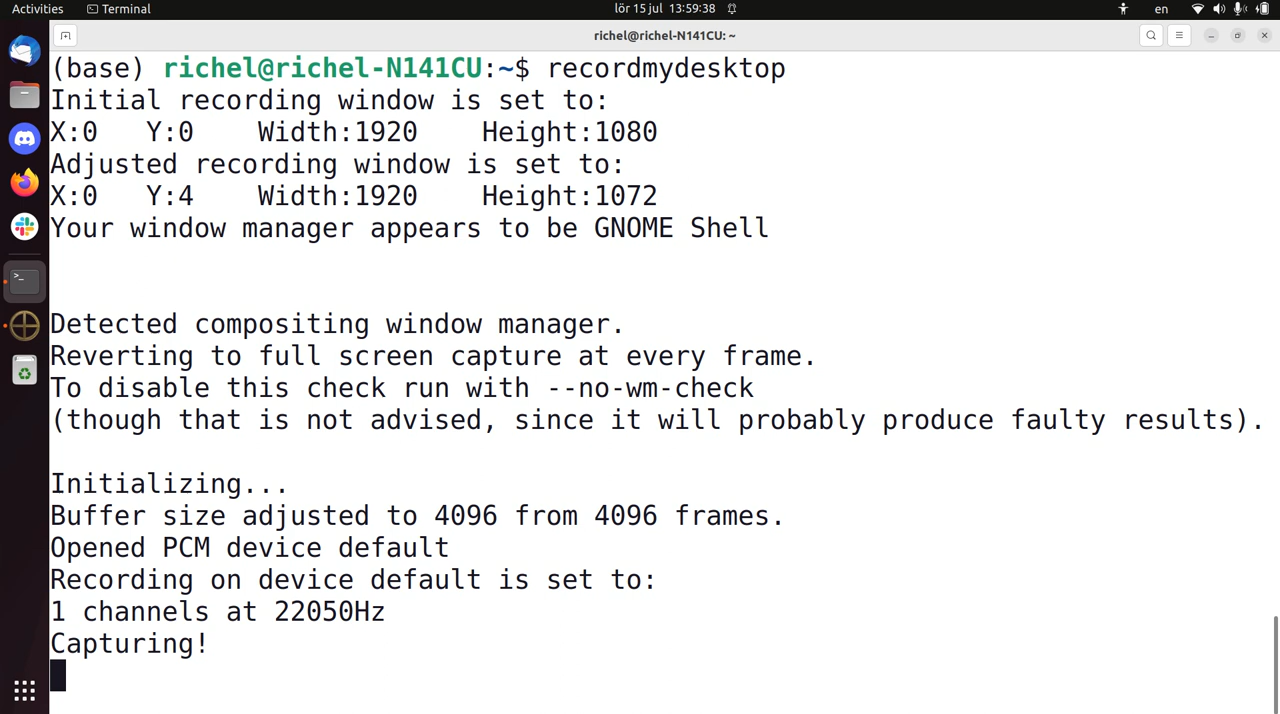 Activities Terminal lör 15 jul 13:59:38 en
richel@richel-N141CU: ~
(base) richel@richel-N141CU:~$ recordmydesktop
Initial recording window is set to:
X:0   Y:0    Width:1920    Height:1080
Adjusted recording window is set to:
X:0   Y:4    Width:1920    Height:1072
Your window manager appears to be GNOME Shell
Detected compositing window manager.
Reverting to full screen capture at every frame.
To disable this check run with --no-wm-check
(though that is not advised, since it will probably produce faulty results).
Initializing...
Buffer size adjusted to 4096 from 4096 frames.
Opened PCM device default
Recording on device default is set to:
1 channels at 22050Hz
Capturing!